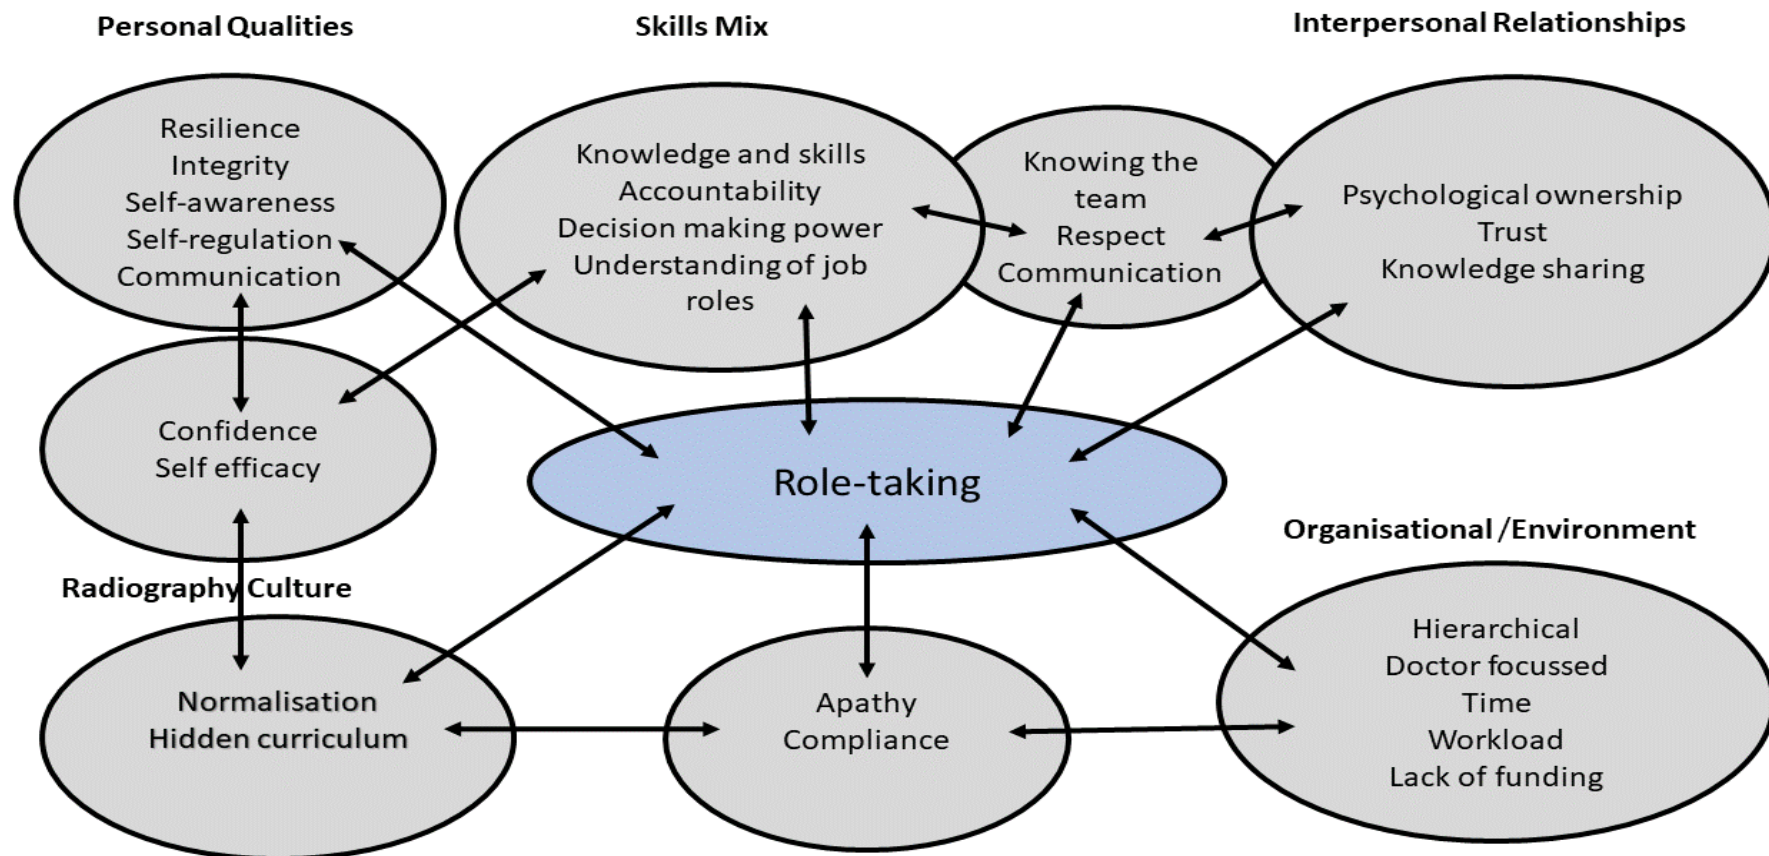 Personal Qualities
Skills Mix
Interpersonal Relationships
Resilience
Integrity
Self-awareness
Self-regulation
Communication
Knowledge and skills
Accountability
Decision making power
Understanding of job
roles
Knowing the
team
Respect
Communication
Psychological ownership
Trust
Knowledge sharing
Confidence
Self efficacy
Role-taking
Organisational /Environment
Radiography Culture
Normalisation
Hidden curriculum
Apathy
Compliance
Hierarchical
Doctor focussed
Time
Workload
Lack of funding